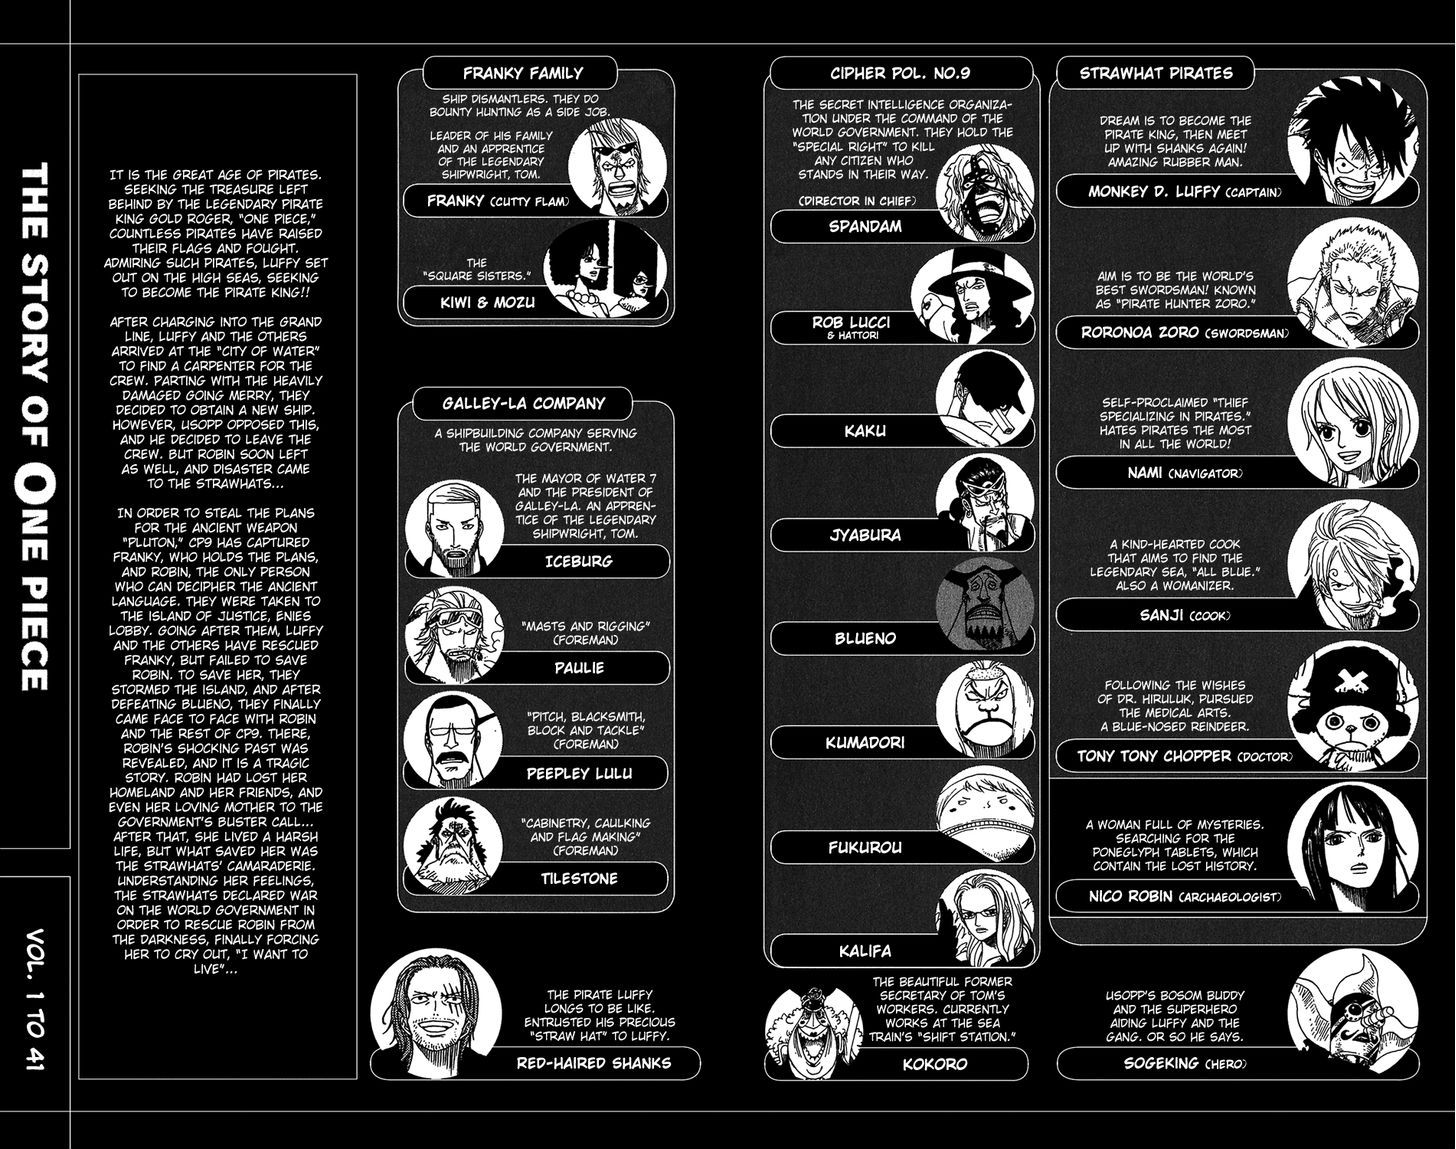 THE STORY OF ONE PIECE
VOL. 1 TO 41
IT IS THE GREAT AGE OF PIRATES.
SEEKING THE TREASURE LEFT
BEHIND BY THE LEGENDARY PIRATE
KING GOLD ROGER, "ONE PIECE,"
COUNTLESS PIRATES HAVE RAISED
THEIR FLAGS AND FOUGHT.
ADMIRING SUCH PIRATES, LUFFY SET
OUT ON THE HIGH SEAS, SEEKING
TO BECOME THE PIRATE KING!!
AFTER CHARGING INTO THE GRAND
LINE, LUFFY AND THE OTHERS
ARRIVED AT THE "CITY OF WATER"
TO FIND A CARPENTER FOR THE
CREW. PARTING WITH THE HEAVILY
DAMAGED GOING MERRY, THEY
DECIDED TO OBTAIN A NEW SHIP.
HOWEVER, USOPP OPPOSED THIS,
AND HE DECIDED TO LEAVE THE
CREW. BUT ROBIN SOON LEFT
AS WELL, AND DISASTER CAME
TO THE STRAWHATS...
IN ORDER TO STEAL THE PLANS
FOR THE ANCIENT WEAPON
"PLUTON," CP9 HAS CAPTURED
FRANKY, WHO HOLDS THE PLANS,
AND ROBIN, THE ONLY PERSON
WHO CAN DECIPHER THE ANCIENT
LANGUAGE. THEY WERE TAKEN TO
THE ISLAND OF JUSTICE, ENIES
LOBBY. GOING AFTER THEM, LUFFY
AND THE OTHERS HAVE RESCUED
FRANKY, BUT FAILED TO SAVE
ROBIN. TO SAVE HER, THEY
STORMED THE ISLAND, AND AFTER
DEFEATING BLUENO, THEY FINALLY
CAME FACE TO FACE WITH ROBIN
AND THE REST OF CP9. THERE,
ROBIN'S SHOCKING PAST WAS
REVEALED, AND IT IS A TRAGIC
STORY. ROBIN HAD LOST HER
HOMELAND AND HER FRIENDS, AND
EVEN HER LOVING MOTHER TO THE
GOVERNMENT'S BUSTER CALL...
AFTER THAT, SHE LIVED A HARSH
LIFE, BUT WHAT SAVED HER WAS
THE STRAWHATS' CAMARADERIE.
UNDERSTANDING HER FEELINGS,
THE STRAWHATS DECLARED WAR
ON THE WORLD GOVERNMENT IN
ORDER TO RESCUE ROBIN FROM
THE DARKNESS, FINALLY FORCING
HER TO CRY OUT, "I WANT TO
LIVE"...
FRANKY FAMILY
SHIP DISMANTLERS. THEY DO
BOUNTY HUNTING AS A SIDE JOB.
LEADER OF HIS FAMILY
AND AN APPRENTICE
OF THE LEGENDARY
SHIPWRIGHT, TOM.
FRANKY (CUTTY FLAM)
THE
"SQUARE SISTERS."
KIWI & MOZU
GALLEY-LA COMPANY
A SHIPBUILDING COMPANY SERVING
THE WORLD GOVERNMENT.
THE MAYOR OF WATER 7
AND THE PRESIDENT OF
GALLEY-LA. AN APPREN-
TICE OF THE LEGENDARY
SHIPWRIGHT, TOM.
ICEBURG
"MASTS AND RIGGING"
(FOREMAN)
PAULIE
"PITCH, BLACKSMITH,
BLOCK AND TACKLE"
(FOREMAN)
PEEPLEY LULU
"CABINETRY, CAULKING
AND FLAG MAKING"
(FOREMAN)
TILESTONE
THE PIRATE LUFFY
LONGS TO BE LIKE.
ENTRUSTED HIS PRECIOUS
"STRAW HAT" TO LUFFY.
RED-HAIRED SHANKS
CIPHER POL. NO.9
THE SECRET INTELLIGENCE ORGANIZA-
TION UNDER THE COMMAND OF THE
WORLD GOVERNMENT. THEY HOLD THE
"SPECIAL RIGHT" TO KILL
ANY CITIZEN WHO
STANDS IN THEIR WAY.
(DIRECTOR IN CHIEF)
SPANDAM
ROB LUCCI
& HATTORI
KAKU
JYABURA
BLUENO
KUMADORI
FUKUROU
KALIFA
THE BEAUTIFUL FORMER
SECRETARY OF TOM'S
WORKERS. CURRENTLY
WORKS AT THE SEA
TRAIN'S "SHIFT STATION."
KOKORO
STRAWHAT PIRATES
DREAM IS TO BECOME THE
PIRATE KING, THEN MEET
UP WITH SHANKS AGAIN!
AMAZING RUBBER MAN.
MONKEY D. LUFFY (CAPTAIN)
AIM IS TO BE THE WORLD'S
BEST SWORDSMAN! KNOWN
AS "PIRATE HUNTER ZORO."
RORONOA ZORO (SWORDSMAN)
SELF-PROCLAIMED "THIEF
SPECIALIZING IN PIRATES."
HATES PIRATES THE MOST
IN ALL THE WORLD!
NAMI (NAVIGATOR)
A KIND-HEARTED COOK
THAT AIMS TO FIND THE
LEGENDARY SEA, "ALL BLUE."
ALSO A WOMANIZER.
SANJI (COOK)
FOLLOWING THE WISHES
OF DR. HIRULUK, PURSUED
THE MEDICAL ARTS.
A BLUE-NOSED REINDEER.
TONY TONY CHOPPER (DOCTOR)
A WOMAN FULL OF MYSTERIES.
SEARCHING FOR THE
PONEGLYPH TABLETS, WHICH
CONTAIN THE LOST HISTORY.
NICO ROBIN (ARCHAEOLOGIST)
USOPP'S BOSOM BUDDY
AND THE SUPERHERO
AIDING LUFFY AND THE
GANG. OR SO HE SAYS.
SOGEKING (HERO)